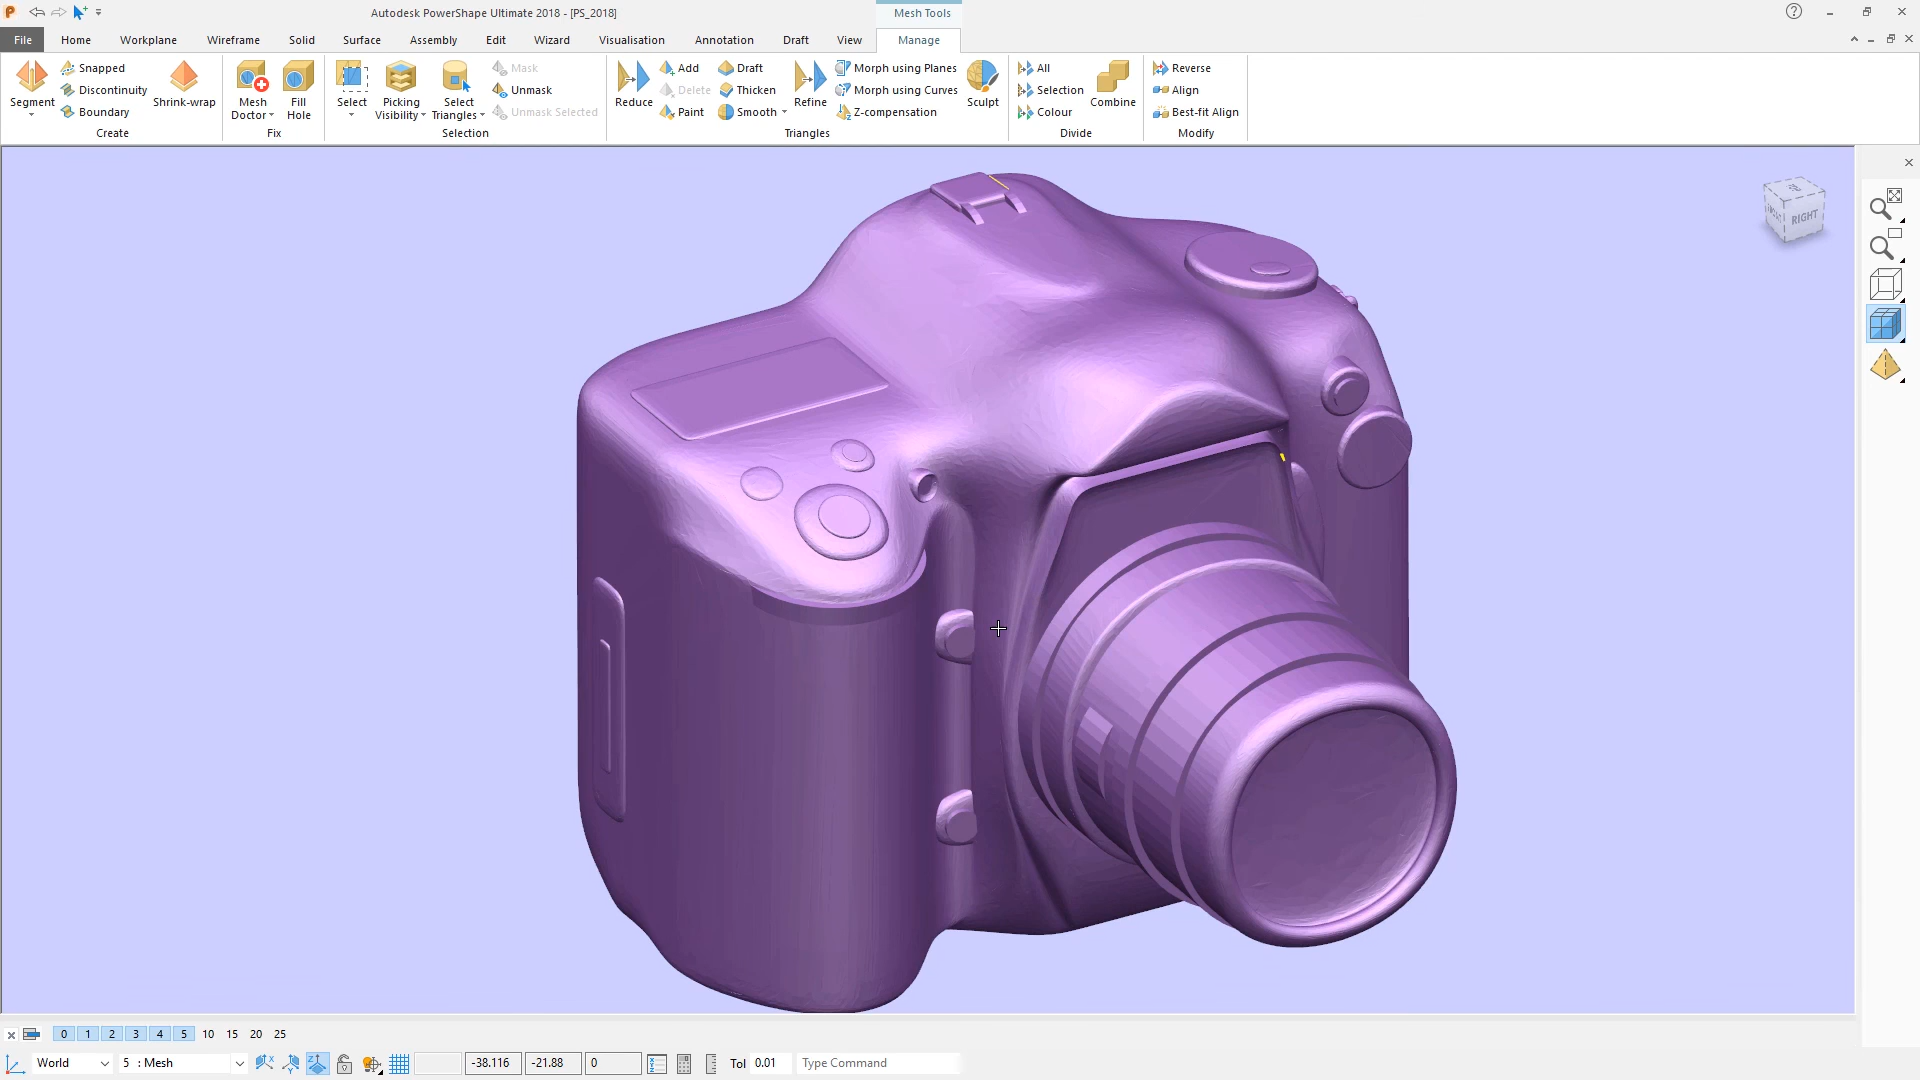 Autodesk PowerShape Ultimate 2018 - [PS_2018]
Mesh Tools
File Home Workplane Wireframe Solid Surface Assembly Edit Wizard Visualisation Annotation Draft View Manage
Segment
Snapped
Discontinuity
Boundary
Shrink-wrap
Create
Mesh
Doctor
Fill
Hole
Fix
Select
Picking
Visibility
Select
Triangles
Mask
Unmask
Unmask Selected
Selection
Reduce
Add
Delete
Paint
Draft
Thicken
Smooth
Refine
Morph using Planes
Morph using Curves
Z-compensation
Sculpt
Triangles
All
Selection
Colour
Combine
Divide
Reverse
Align
Best-fit Align
Modify
RIGHT
0 1 2 3 4 5 10 15 20 25
World 5 : Mesh -38.116 -21.88 0 Tol 0.01 Type Command